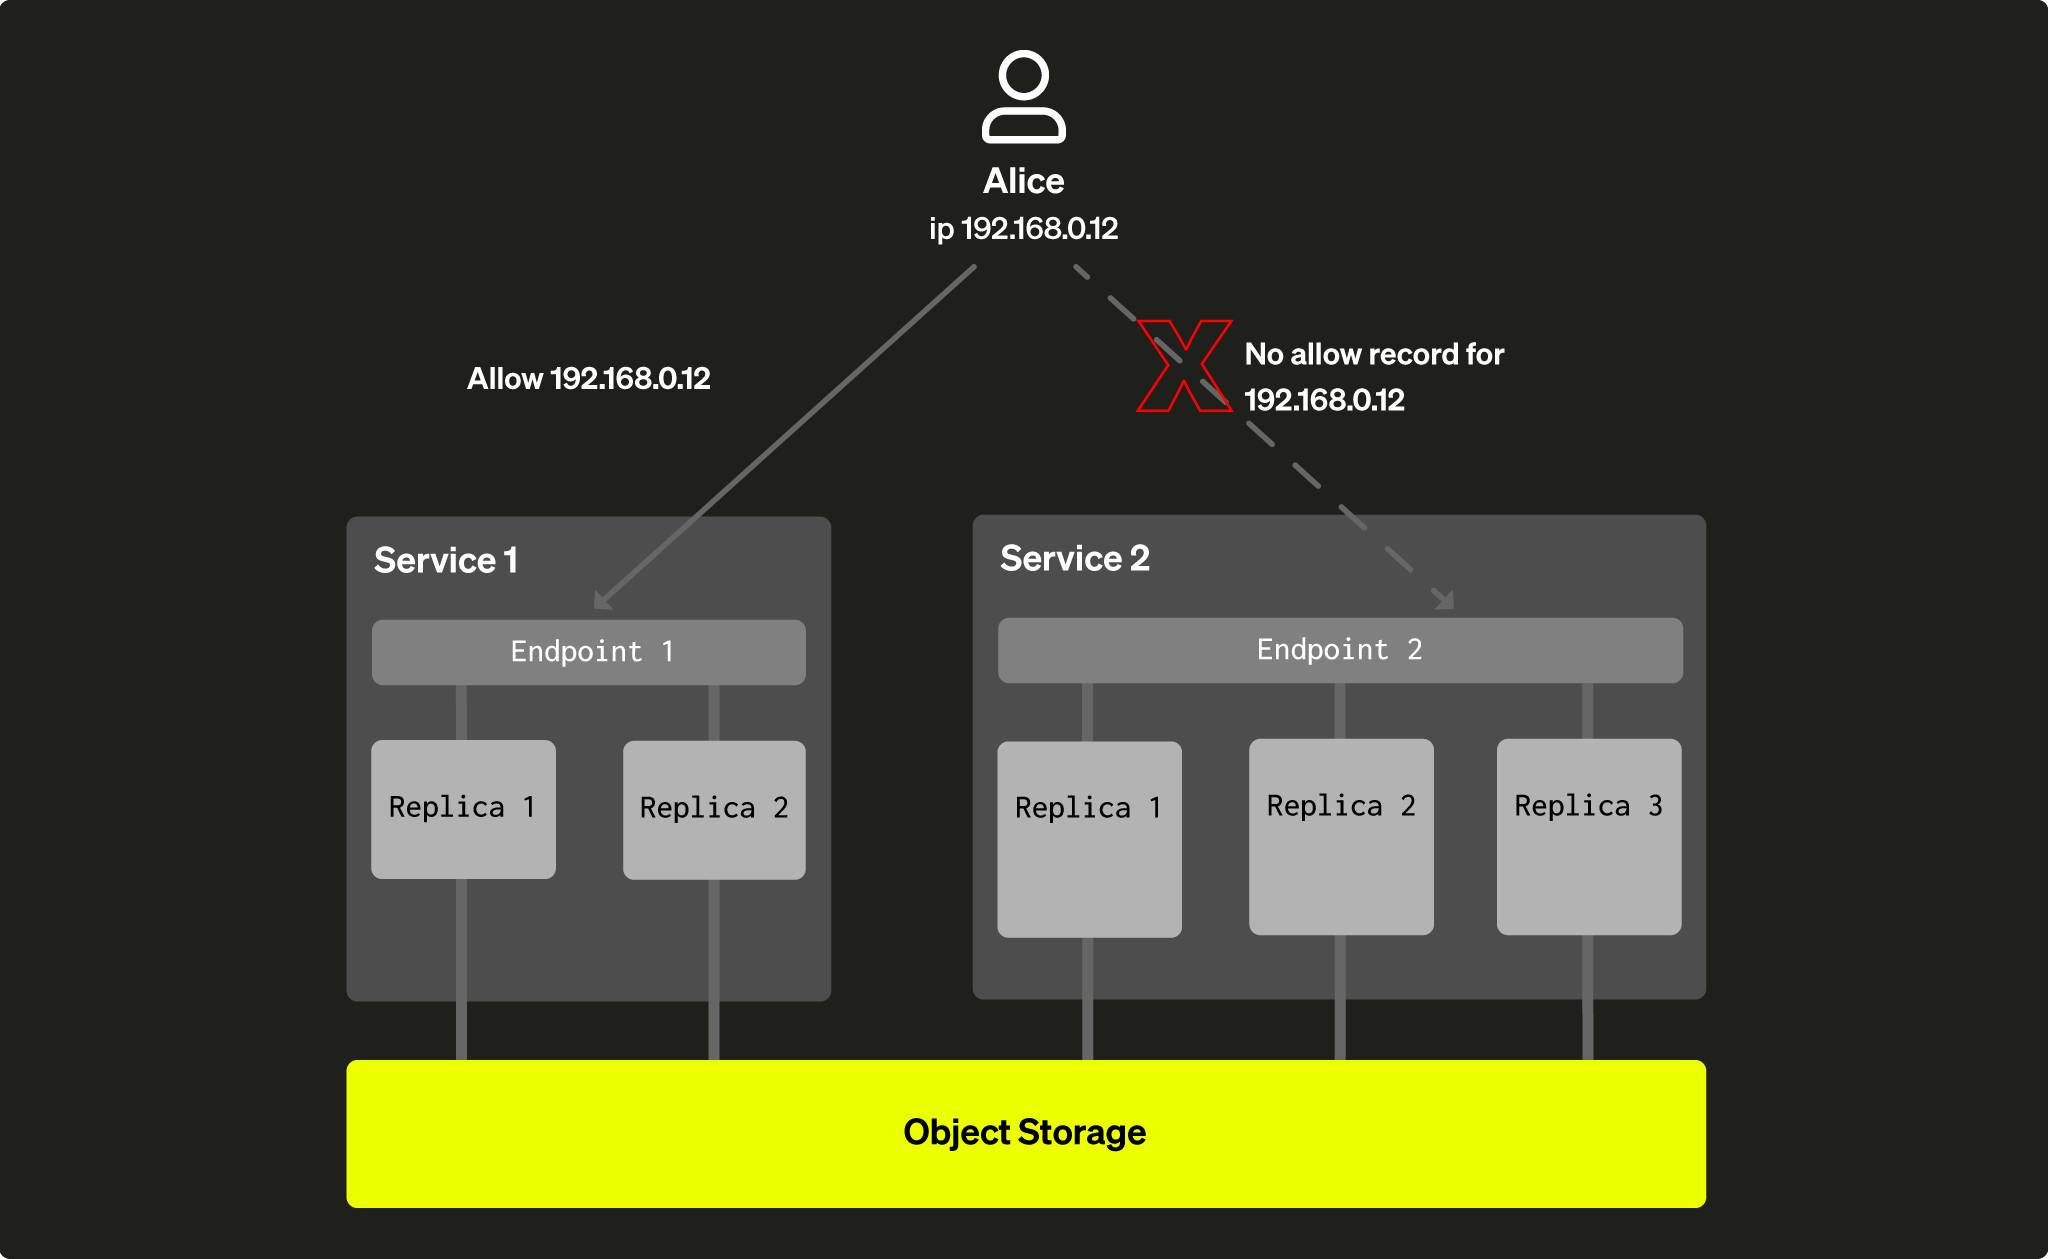 Alice
ip 192.168.0.12
Allow 192.168.0.12
No allow record for
192.168.0.12
Service 1
Endpoint 1
Replica 1
Replica 2
Service 2
Endpoint 2
Replica 1
Replica 2
Replica 3
Object Storage